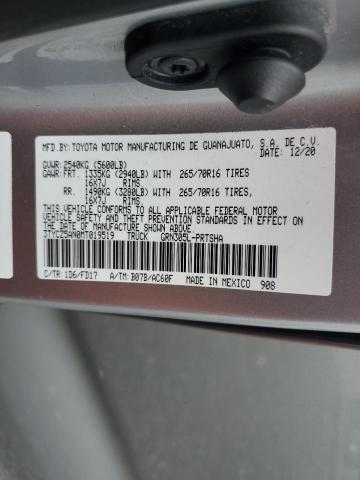 MFD.BY: TOYOTA MOTOR MANUFACTURING DE GUANAJUATO, S.A. DE C.V.
DATE: 12/20
GVWR: 2540KG (5600LB)
GAWR: FRT. 1335KG (2940LB) WITH 265/70R16 TIRES
16X7J RIMS
RR. 1490KG (3280LB) WITH 265/70R16 TIRES,
16X7J RIMS
THIS VEHICLE CONFORMS TO ALL APPLICABLE FEDERAL MOTOR
VEHICLE SAFETY AND THEFT PREVENTION STANDARDS IN
EFFECT ON THE DATE OF MANUFACTURE SHOWN ABOVE.
3TYCZ5AN0MT019519 TRUCK GRN305L-PRTSHA
C/TR: 1D6/FD17 A/TM: B07B/AC60F MADE IN MEXICO 908